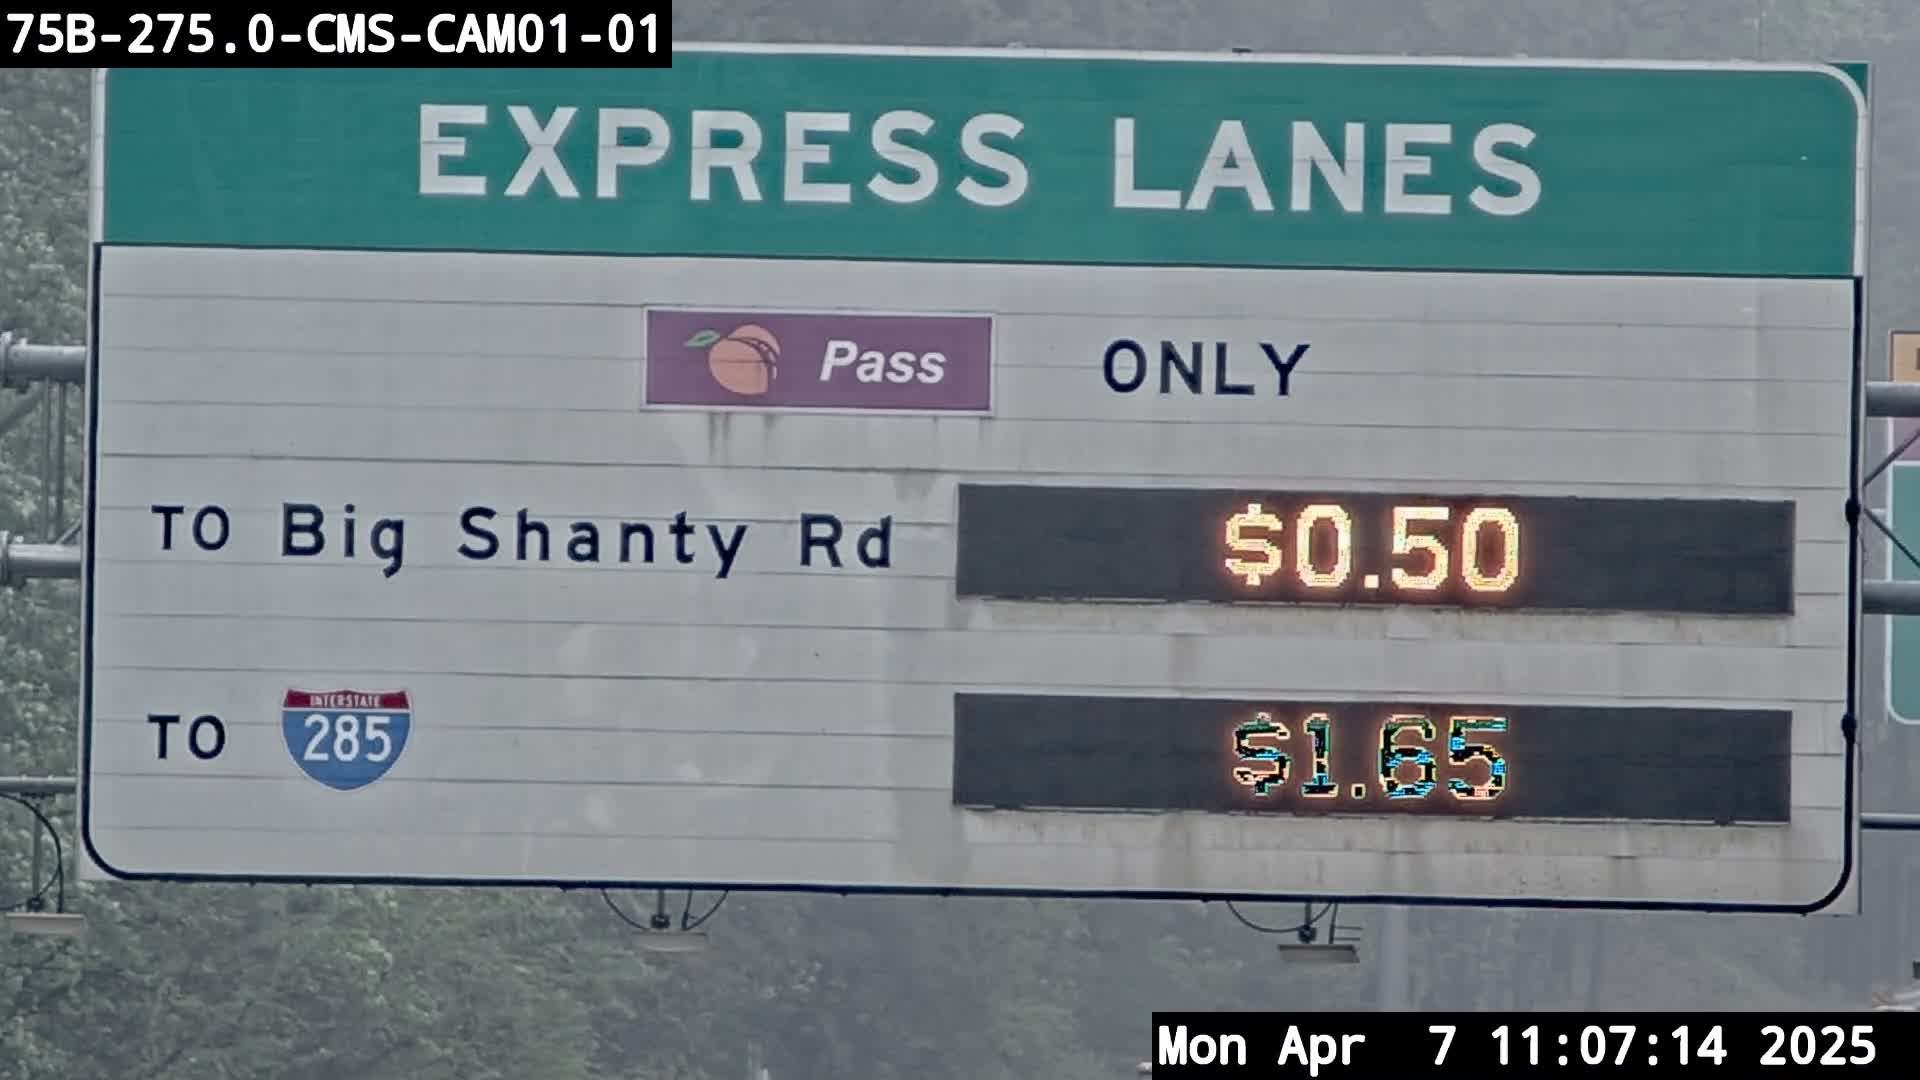 75B-275.0-CMS-CAM01-01
EXPRESS LANES
Pass ONLY
TO Big Shanty Rd $0.50
INTERSTATE
TO 285 $1.65
Mon Apr 7 11:07:14 2025